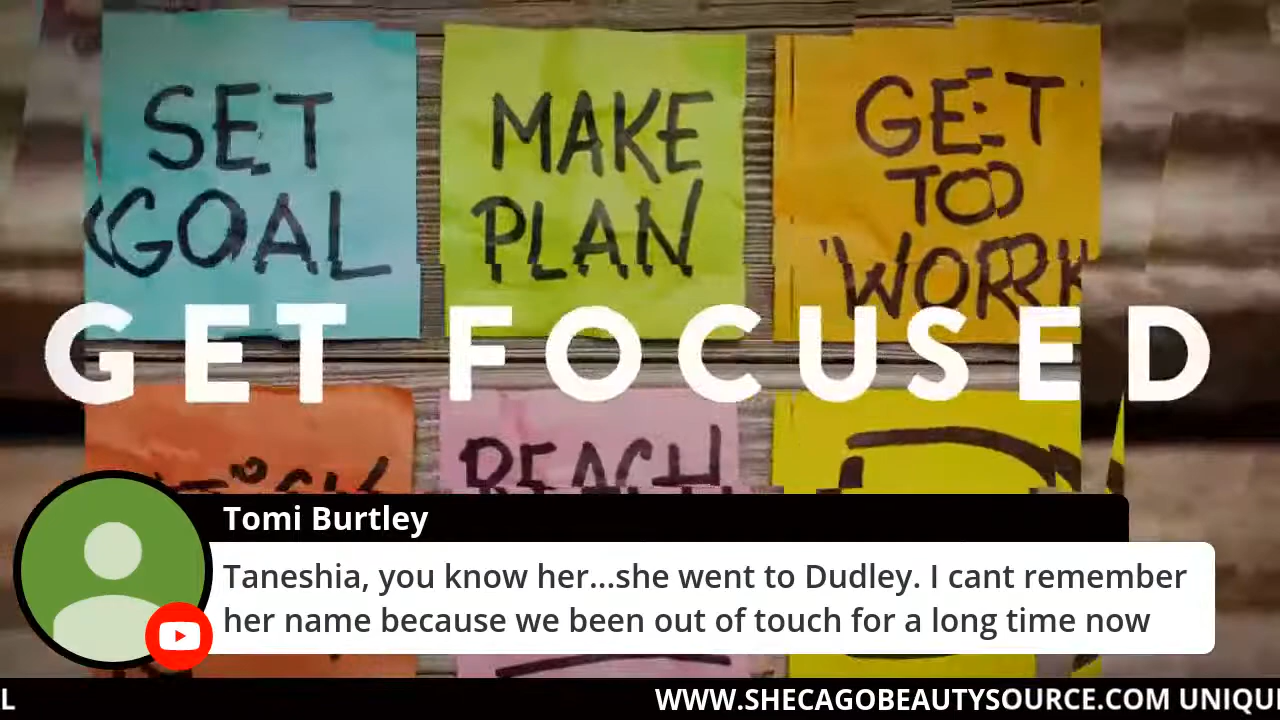 SET
GOAL
MAKE
PLAN
GET
TO
WORK
GET FOCUSED
REACH
Tomi Burtley
Taneshia, you know her...she went to Dudley. I cant remember
her name because we been out of touch for a long time now
L WWW.SHECAGOBEAUTYSOURCE.COM UNIQU